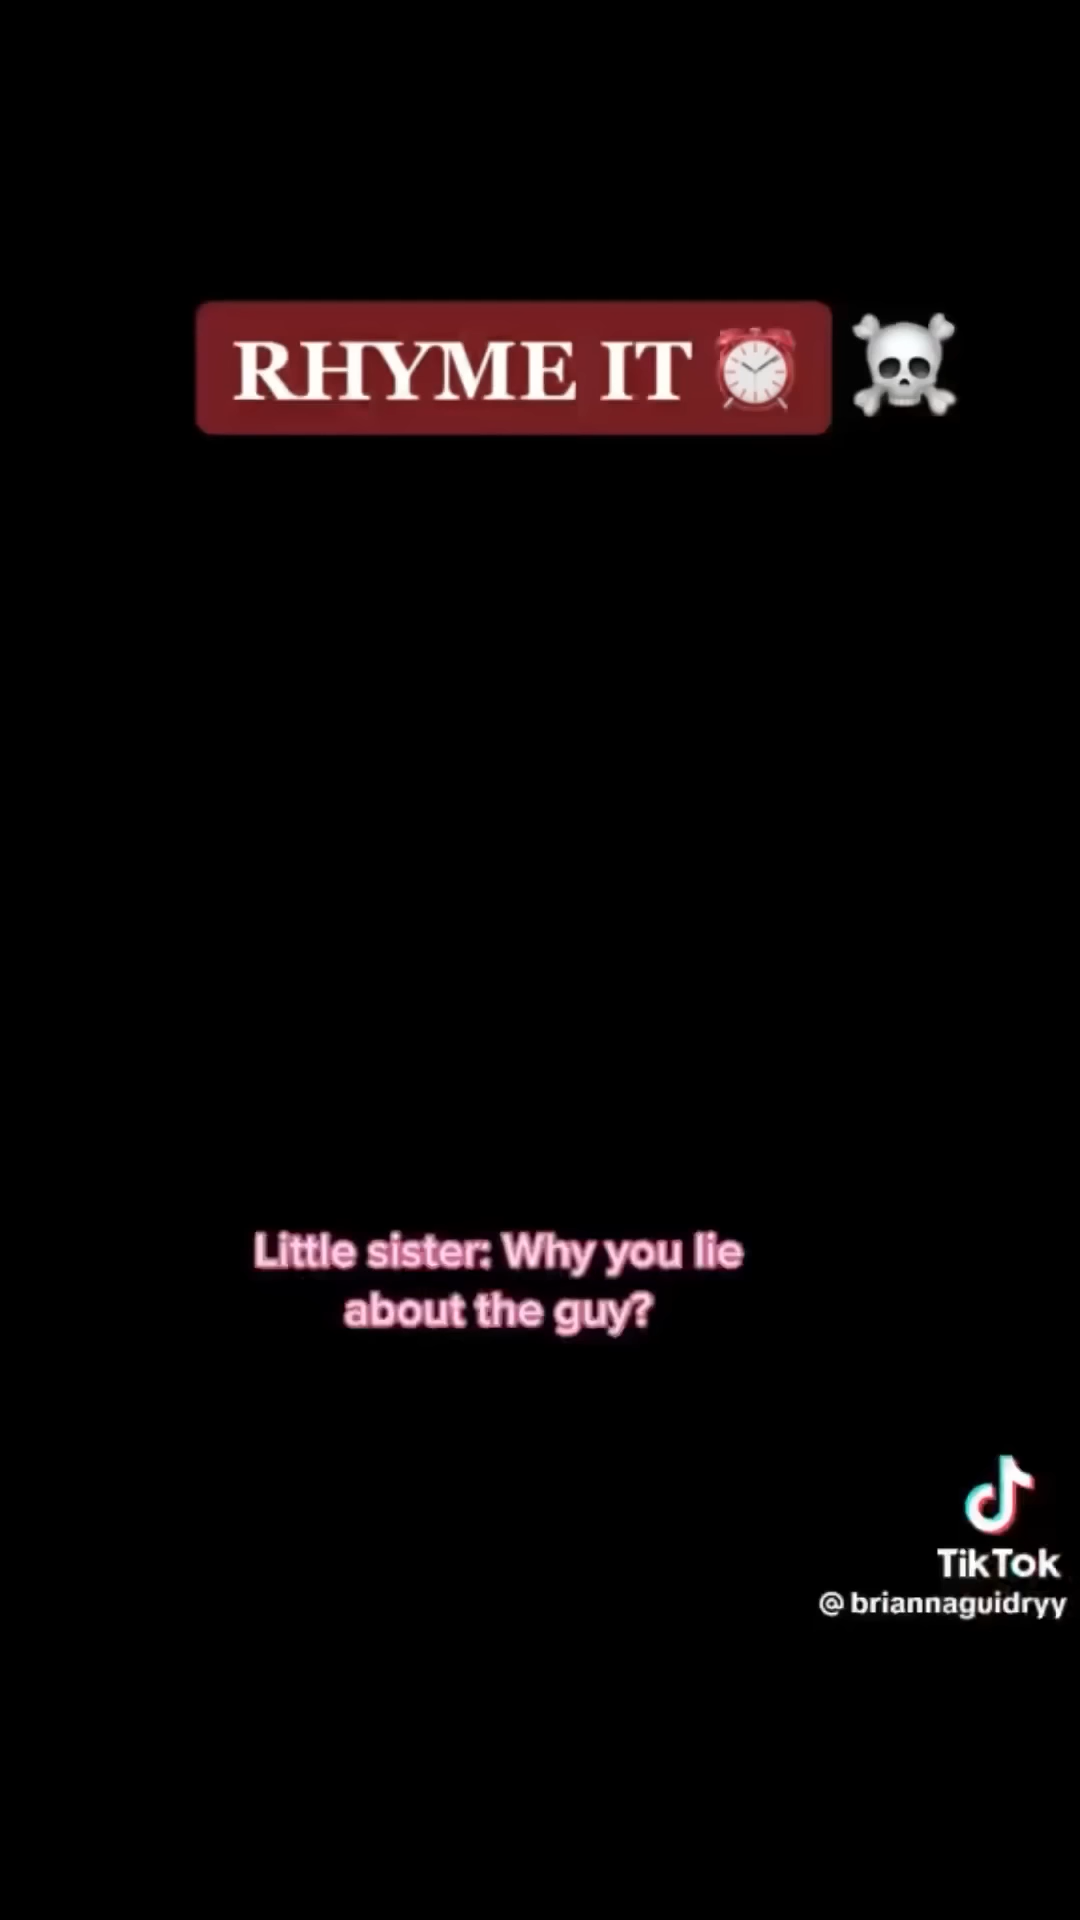 RHYME IT ⏰ ☠️
Little sister: Why you lie
about the guy?
TikTok
@briannaguidryy